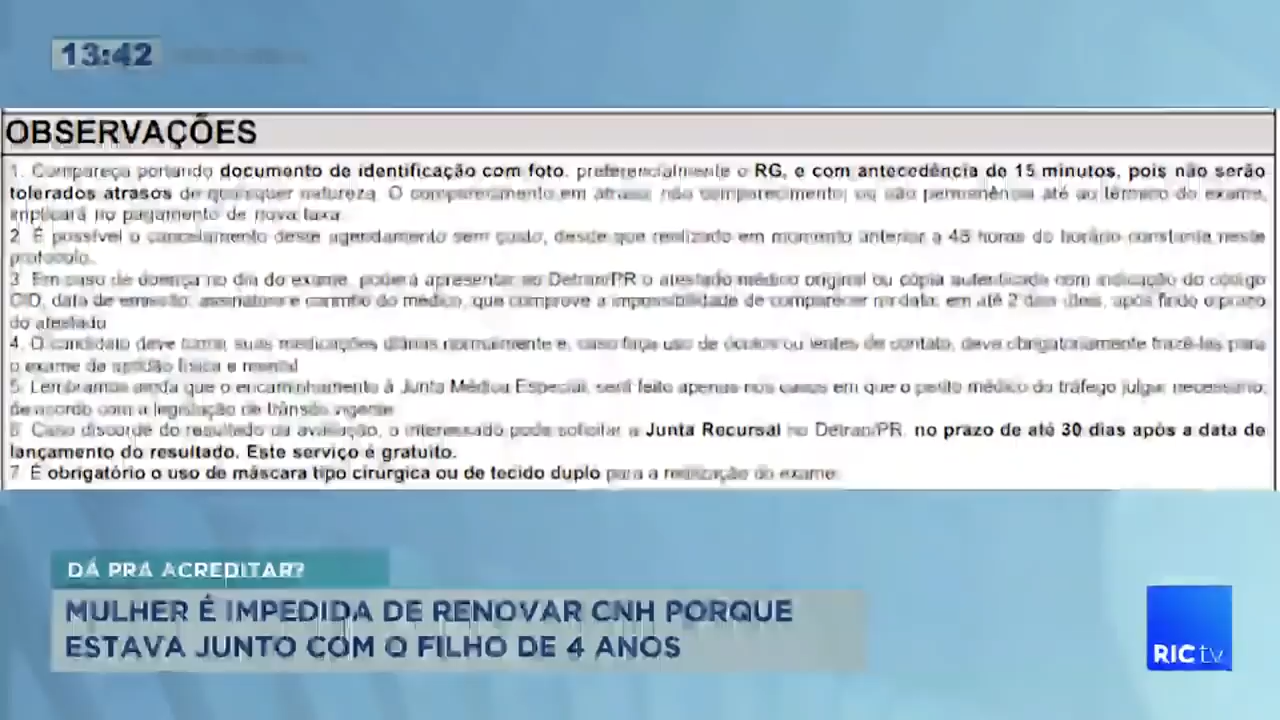 13:42
OBSERVAÇÕES
1. Compareça portando documento de identificação com foto, preferencialmente o RG, e com antecedência de 15 minutos, pois não serão
tolerados atrasos de quaisquer natureza. O comparecimento em atraso, não comparecimento, ou não permanência até ao término do exame,
implicará no pagamento de nova taxa.
2. É possível o cancelamento deste agendamento sem custo, desde que realizado em momento anterior a 48 horas do horário constante neste
protocolo.
3. Em caso de doença no dia do exame, poderá apresentar ao Detran/PR o atestado médico original ou cópia autenticada com indicação do código
CID, data de emissão, assinatura e carimbo do médico, que comprove a impossibilidade de comparecer na data, em até 2 dias úteis, após findo o prazo
do atestado.
4. O candidato deve tomar suas medicações diárias normalmente e, caso faça uso de óculos ou lentes de contato, deve obrigatoriamente trazê-las para
o exame de aptidão física e mental.
5. Lembramos ainda que o encaminhamento à Junta Médica Especial, será feito apenas nos casos em que o perito médico do tráfego julgar necessário,
de acordo com a legislação de trânsito vigente.
6. Caso discorde do resultado da avaliação, o interessado pode solicitar a Junta Recursal no Detran/PR, no prazo de até 30 dias após a data de
lançamento do resultado. Este serviço é gratuito.
7. É obrigatório o uso de máscara tipo cirurgica ou de tecido duplo para a realização do exame.
DÁ PRA ACREDITAR?
MULHER É IMPEDIDA DE RENOVAR CNH PORQUE
ESTAVA JUNTO COM O FILHO DE 4 ANOS
RIC tv